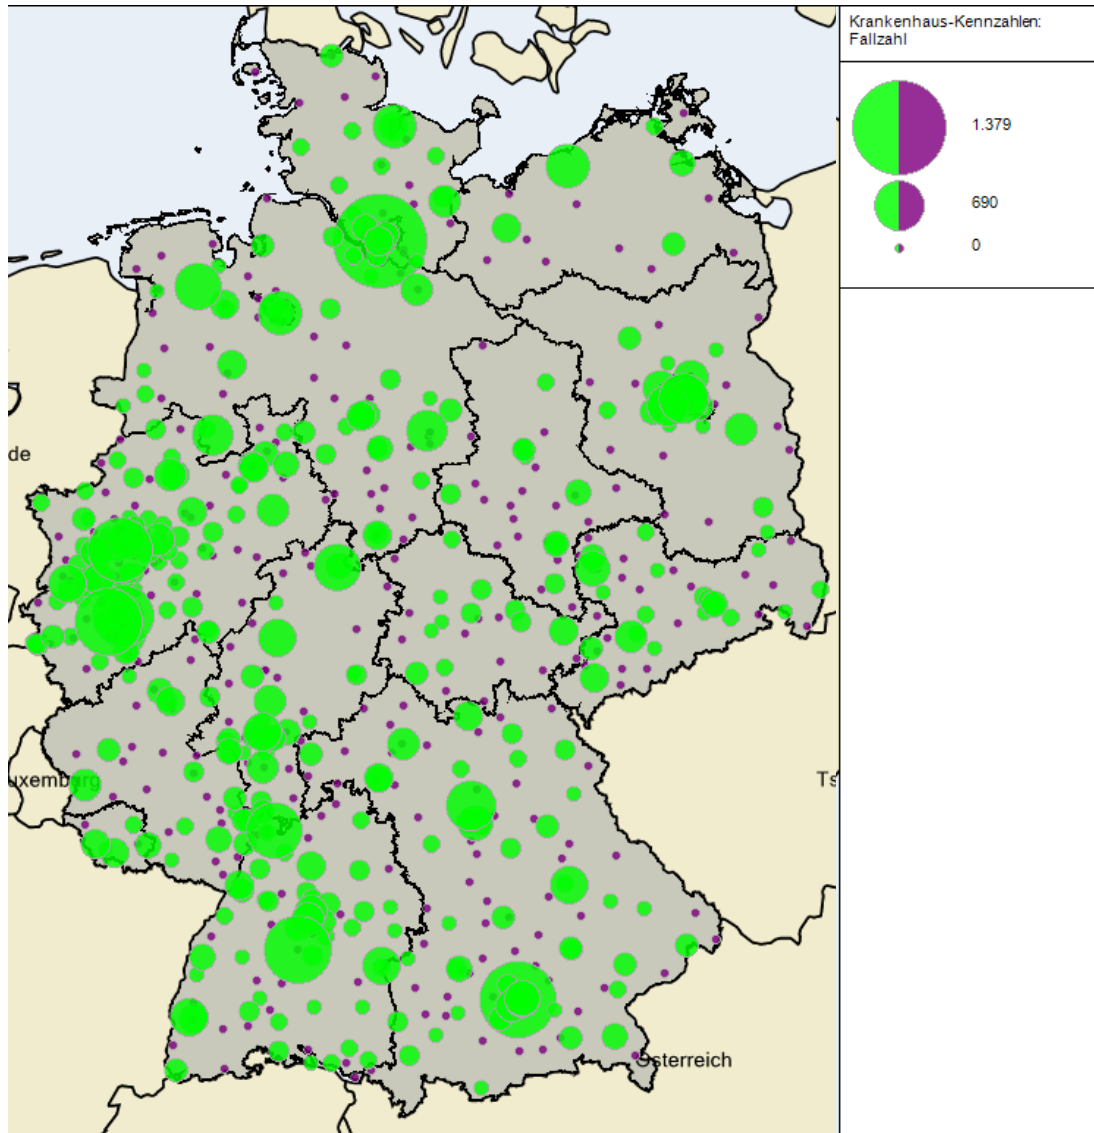 Krankenhaus-Kennzahlen:
Fallzahl
1.379
690
0
de
uxemburg
Ts
Österreich